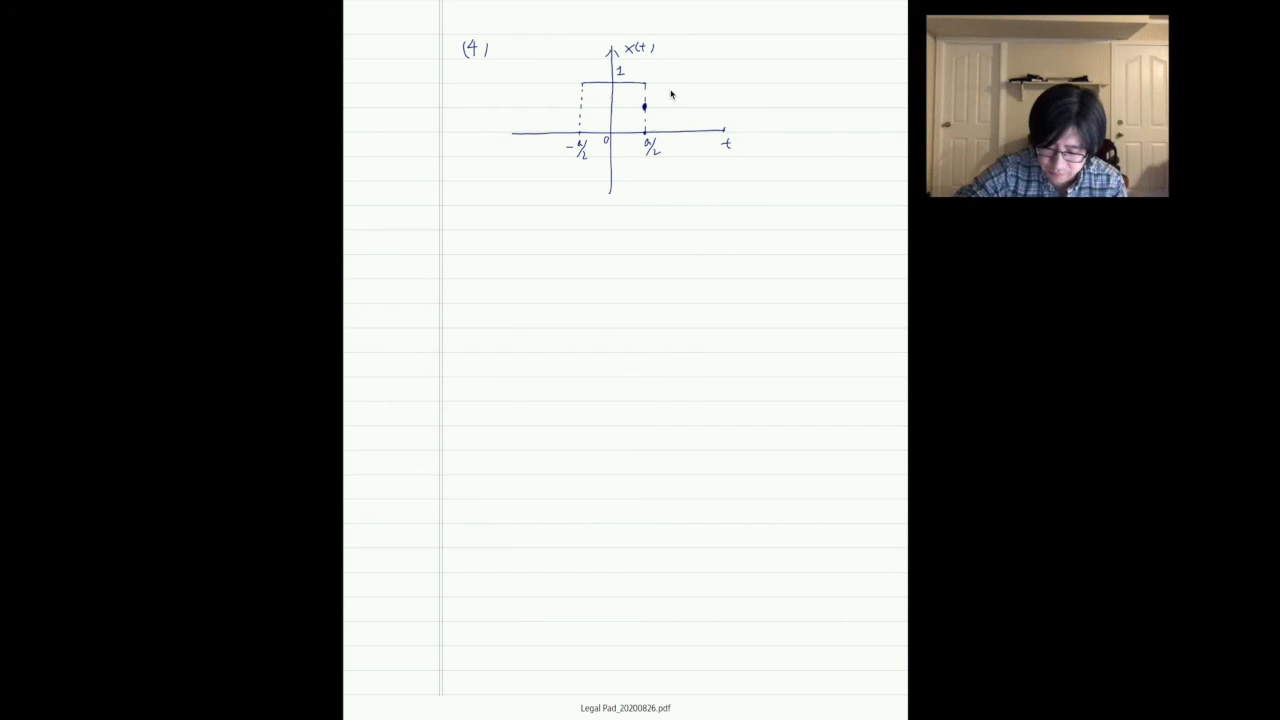 (4)
x(t)
1
0
-a/2
a/2
t
Legal Pad_20200826.pdf